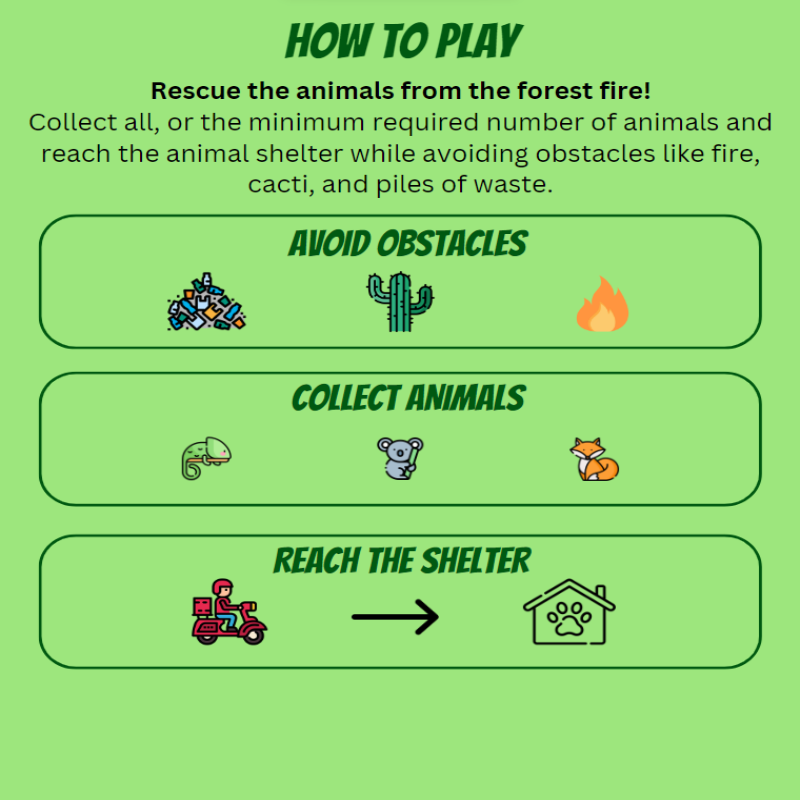 HOW TO PLAY
Rescue the animals from the forest fire!
Collect all, or the minimum required number of animals and
reach the animal shelter while avoiding obstacles like fire,
cacti, and piles of waste.
AVOID OBSTACLES
COLLECT ANIMALS
REACH THE SHELTER